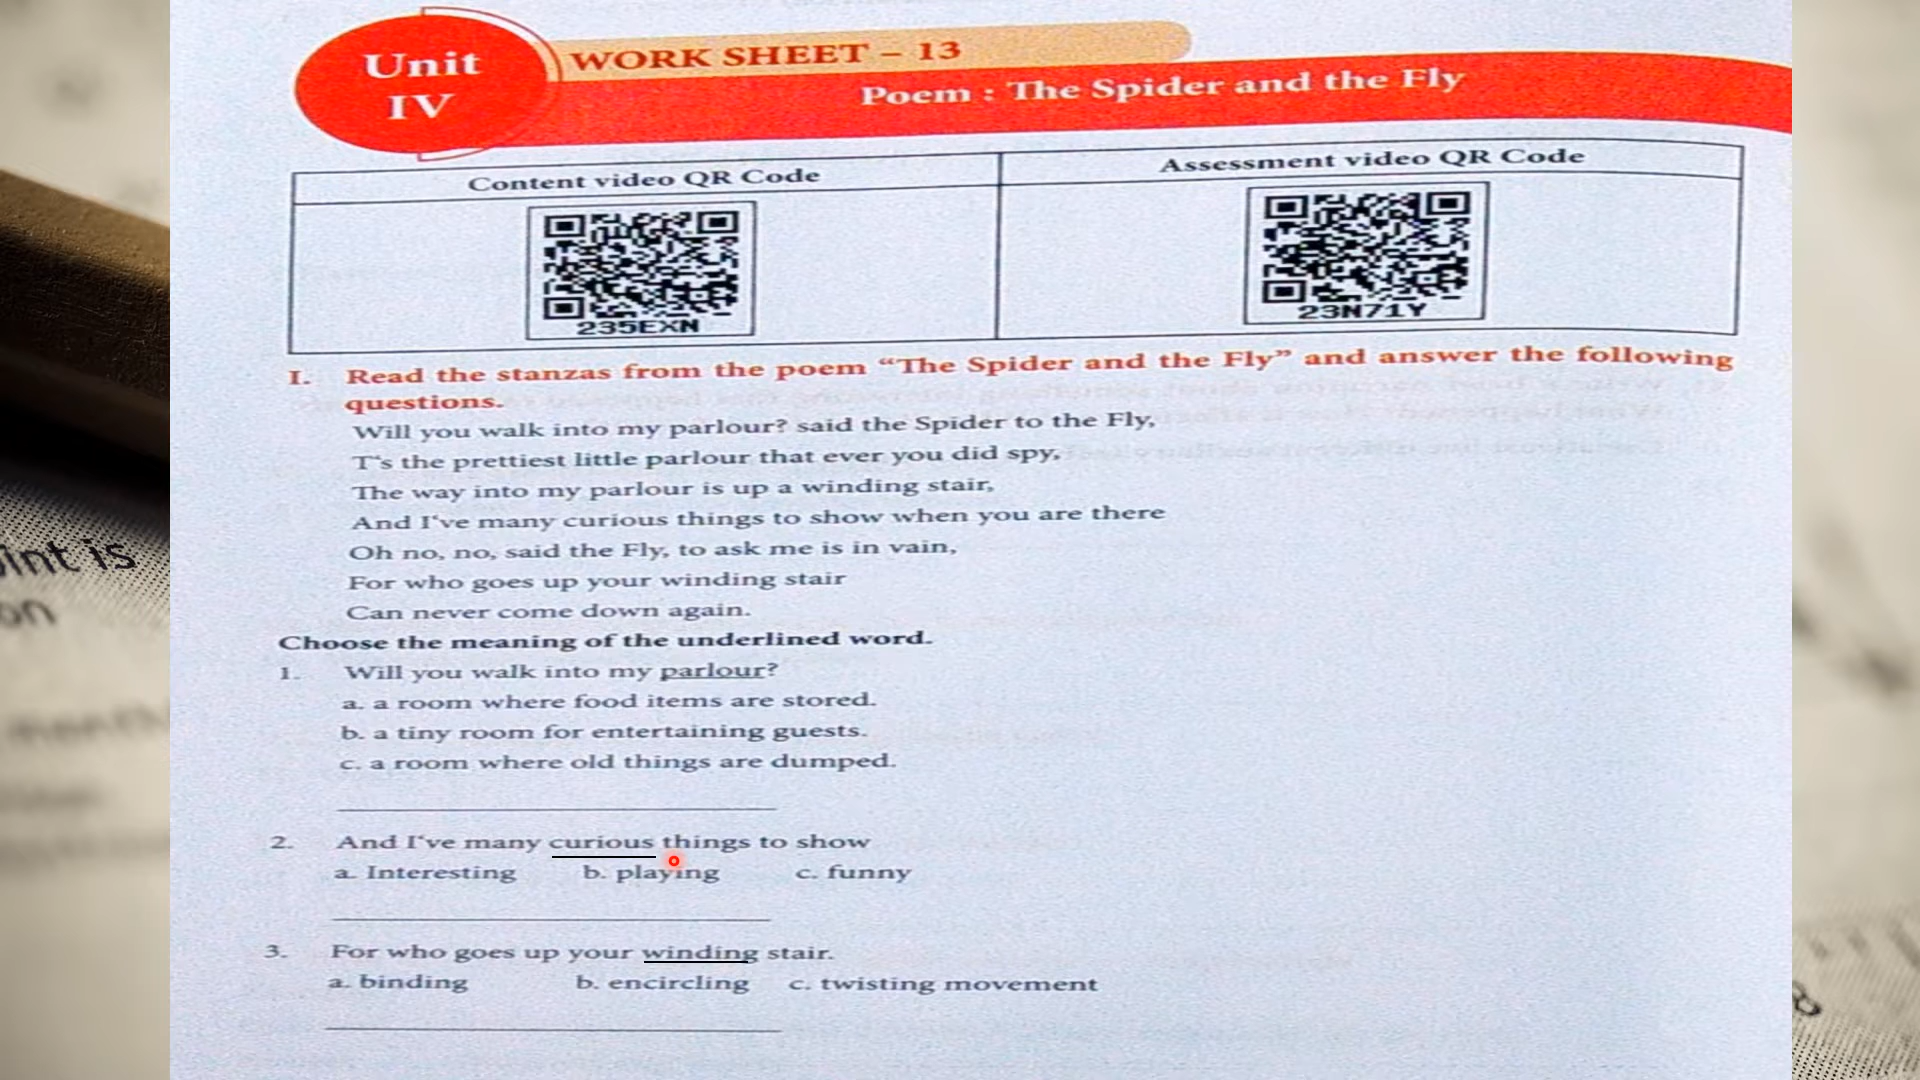 Unit
IV
WORK SHEET – 13
Poem : The Spider and the Fly
Content video QR Code
Assessment video QR Code
235EXN
23N71Y
I. Read the stanzas from the poem “The Spider and the Fly” and answer the following
questions.
Will you walk into my parlour? said the Spider to the Fly,
T‘s the prettiest little parlour that ever you did spy,
The way into my parlour is up a winding stair,
And I‘ve many curious things to show when you are there
Oh no, no, said the Fly, to ask me is in vain,
For who goes up your winding stair
Can never come down again.
Choose the meaning of the underlined word.
1. Will you walk into my parlour?
a. a room where food items are stored.
b. a tiny room for entertaining guests.
c. a room where old things are dumped.
2. And I‘ve many curious things to show
a. Interesting b. playing c. funny
3. For who goes up your winding stair.
a. binding b. encircling c. twisting movement
int is
on